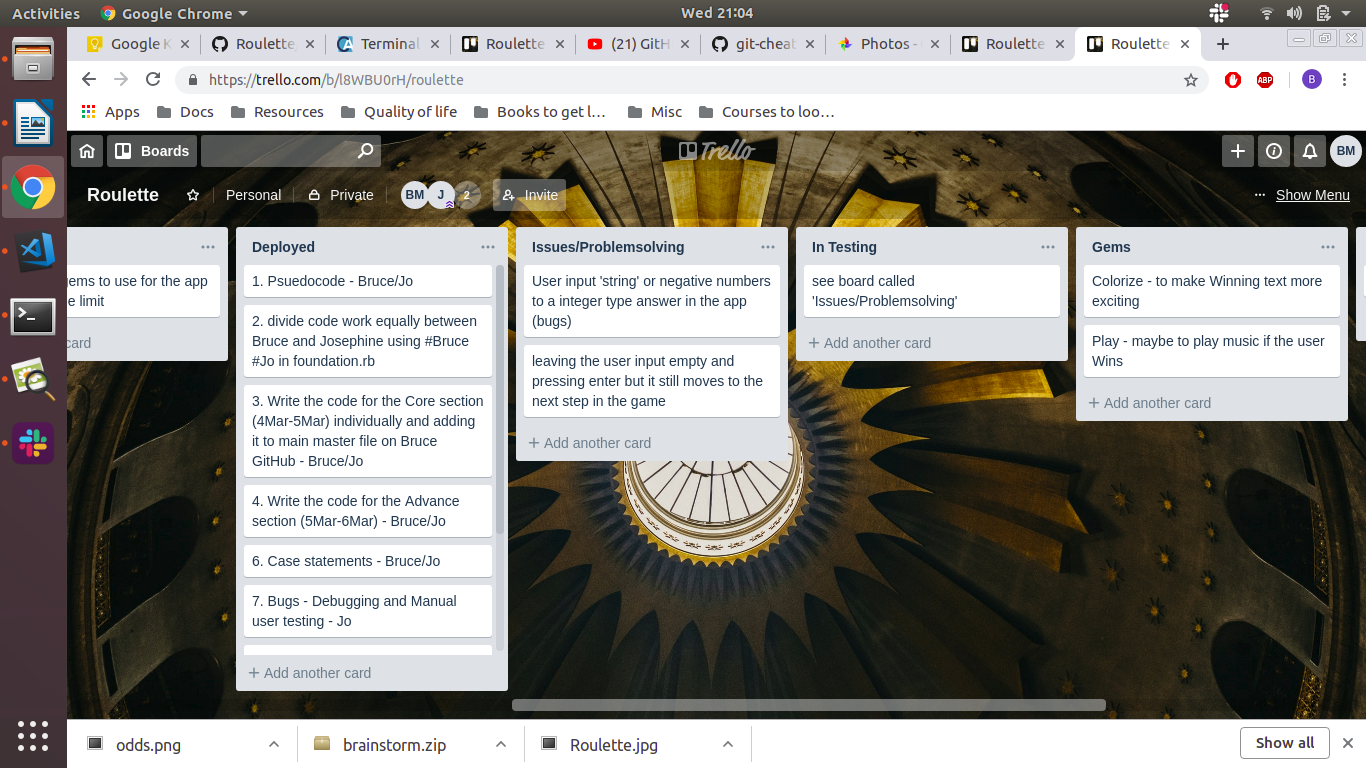 Activities Google Chrome Wed 21:04
Google K Roulette Terminal Roulette (21) GitH git-cheat Photos - Roulette Roulette
https://trello.com/b/l8WBU0rH/roulette B
ABP
Apps Docs Resources Quality of life Books to get l… Misc Courses to loo…
Boards Trello BM
Roulette Personal Private BM J 2 Invite ··· Show Menu
gems to use for the app
e limit
card
Deployed
1. Psuedocode - Bruce/Jo
2. divide code work equally between
Bruce and Josephine using #Bruce
#Jo in foundation.rb
3. Write the code for the Core section
(4Mar-5Mar) individually and adding
it to main master file on Bruce
GitHub - Bruce/Jo
4. Write the code for the Advance
section (5Mar-6Mar) - Bruce/Jo
6. Case statements - Bruce/Jo
7. Bugs - Debugging and Manual
user testing - Jo
+ Add another card
Issues/Problemsolving
User input 'string' or negative numbers
to a integer type answer in the app
(bugs)
leaving the user input empty and
pressing enter but it still moves to the
next step in the game
+ Add another card
In Testing
see board called
'Issues/Problemsolving'
+ Add another card
Gems
Colorize - to make Winning text more
exciting
Play - maybe to play music if the user
Wins
+ Add another card
odds.png brainstorm.zip Roulette.jpg Show all